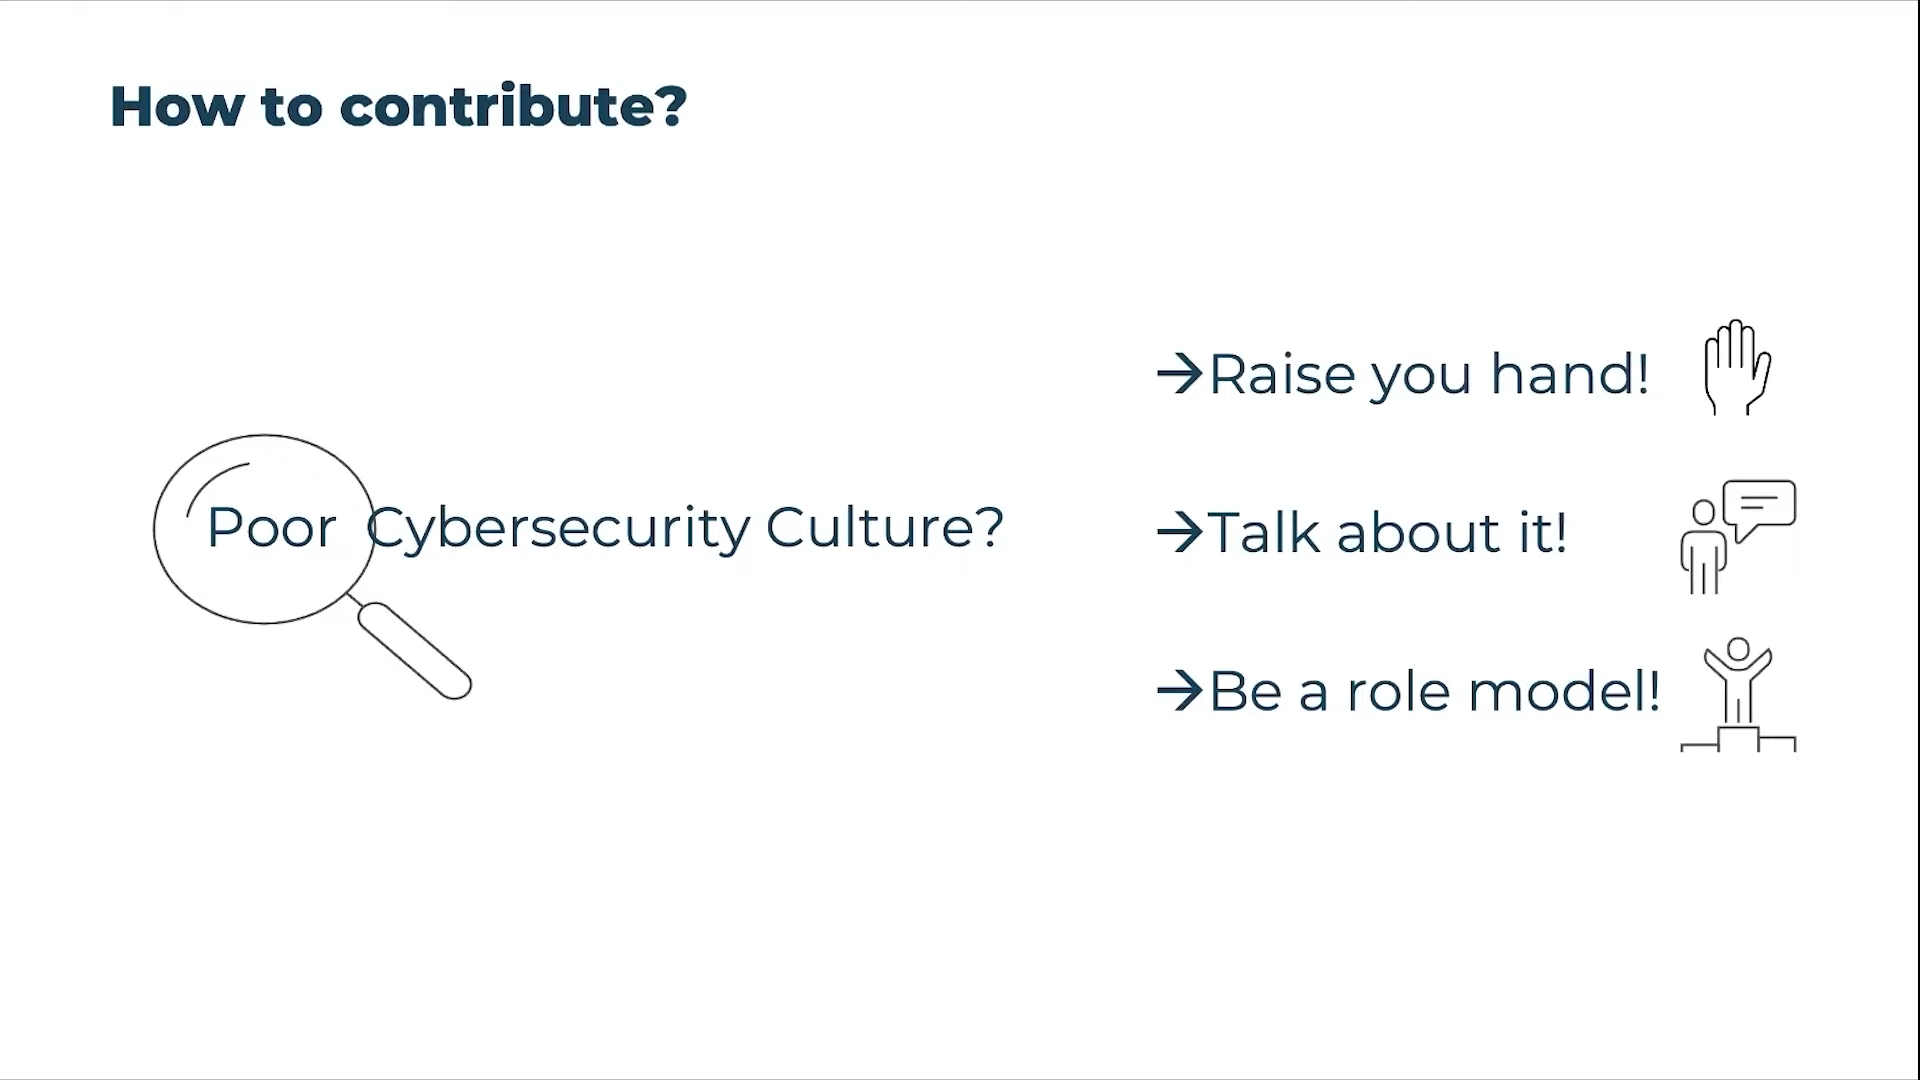 How to contribute?
Poor Cybersecurity Culture?
→Raise you hand!
→Talk about it!
→Be a role model!